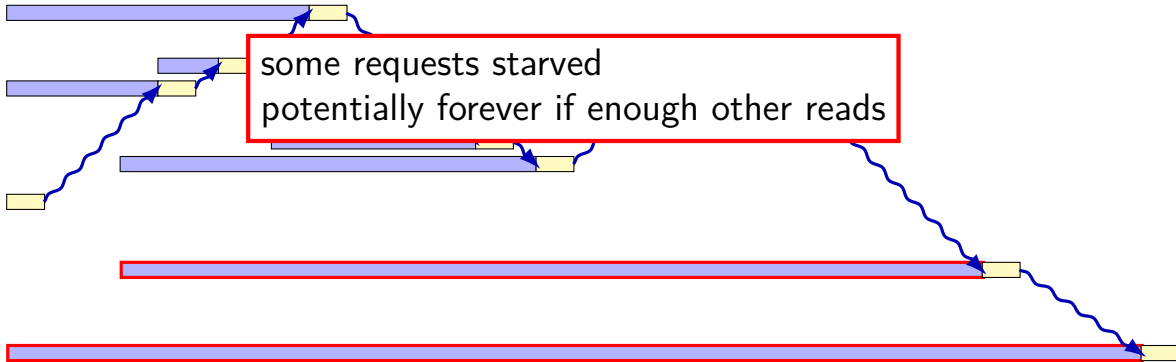 some requests starved
potentially forever if enough other reads